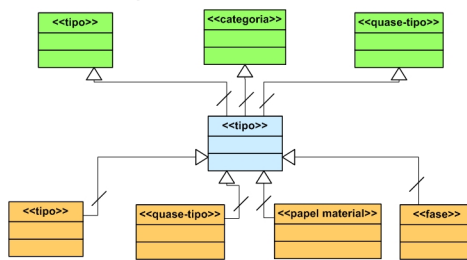 <<tipo>>
<<categoria>>
<<quase-tipo>>
<<tipo>>
<<tipo>>
<<quase-tipo>>
<<papel material>>
<<fase>>